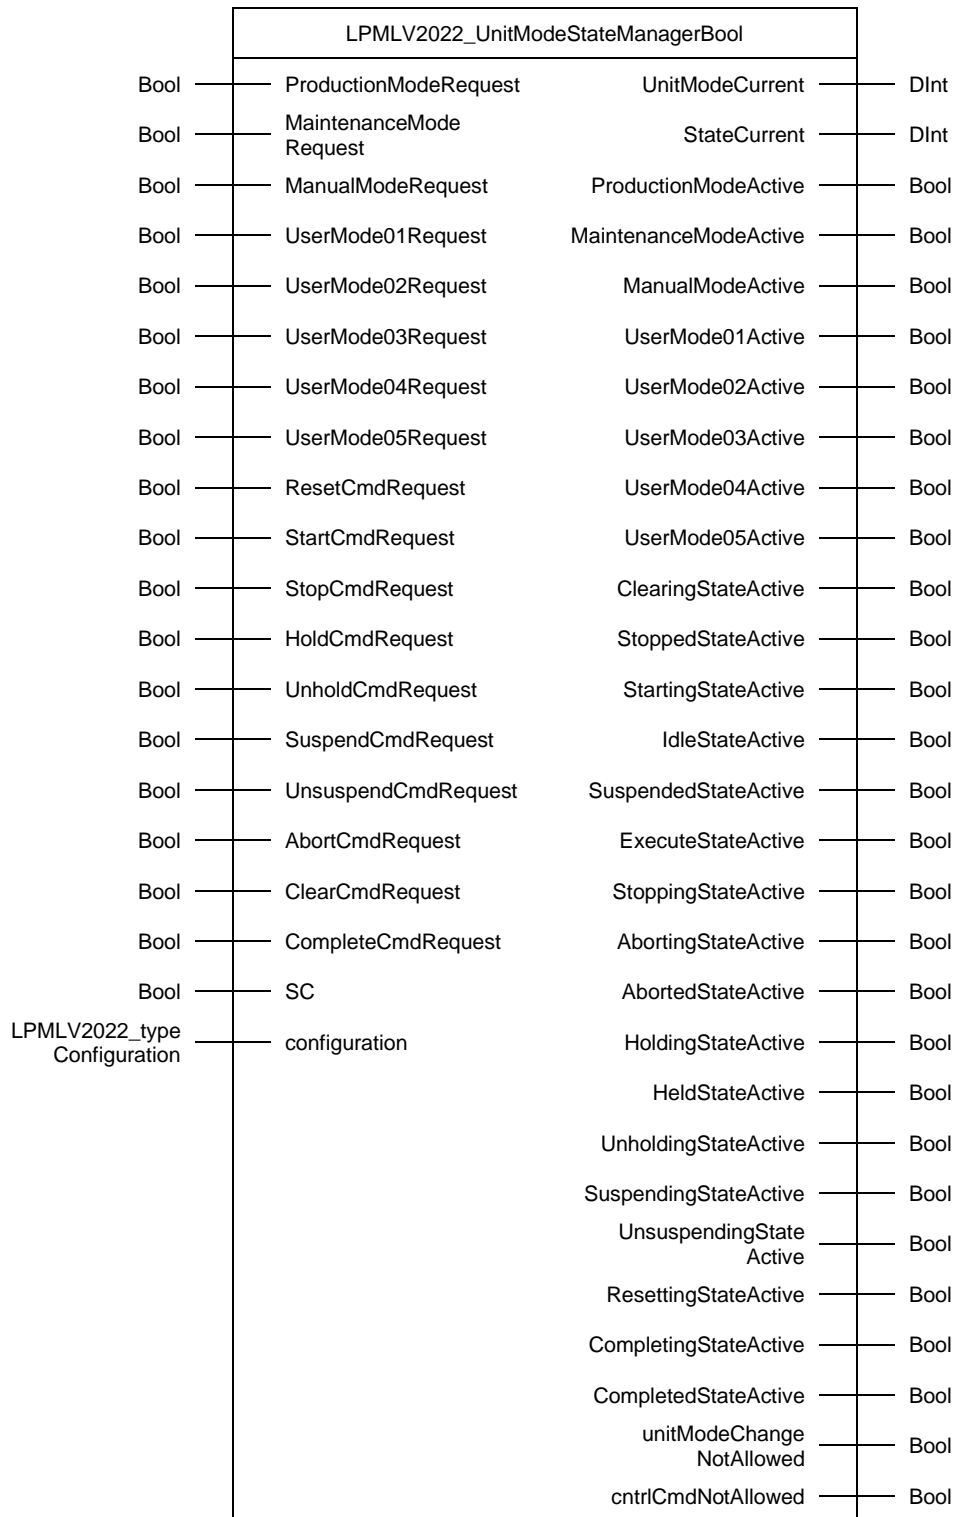 LPMLV2022_UnitModeStateManagerBool
Bool ProductionModeRequest UnitModeCurrent DInt
Bool MaintenanceMode
Request StateCurrent DInt
Bool ManualModeRequest ProductionModeActive Bool
Bool UserMode01Request MaintenanceModeActive Bool
Bool UserMode02Request ManualModeActive Bool
Bool UserMode03Request UserMode01Active Bool
Bool UserMode04Request UserMode02Active Bool
Bool UserMode05Request UserMode03Active Bool
Bool ResetCmdRequest UserMode04Active Bool
Bool StartCmdRequest UserMode05Active Bool
Bool StopCmdRequest ClearingStateActive Bool
Bool HoldCmdRequest StoppedStateActive Bool
Bool UnholdCmdRequest StartingStateActive Bool
Bool SuspendCmdRequest IdleStateActive Bool
Bool UnsuspendCmdRequest SuspendedStateActive Bool
Bool AbortCmdRequest ExecuteStateActive Bool
Bool ClearCmdRequest StoppingStateActive Bool
Bool CompleteCmdRequest AbortingStateActive Bool
Bool SC AbortedStateActive Bool
LPMLV2022_type
Configuration configuration HoldingStateActive Bool
HeldStateActive Bool
UnholdingStateActive Bool
SuspendingStateActive Bool
UnsuspendingState
Active Bool
ResettingStateActive Bool
CompletingStateActive Bool
CompletedStateActive Bool
unitModeChange
NotAllowed Bool
cntrlCmdNotAllowed Bool